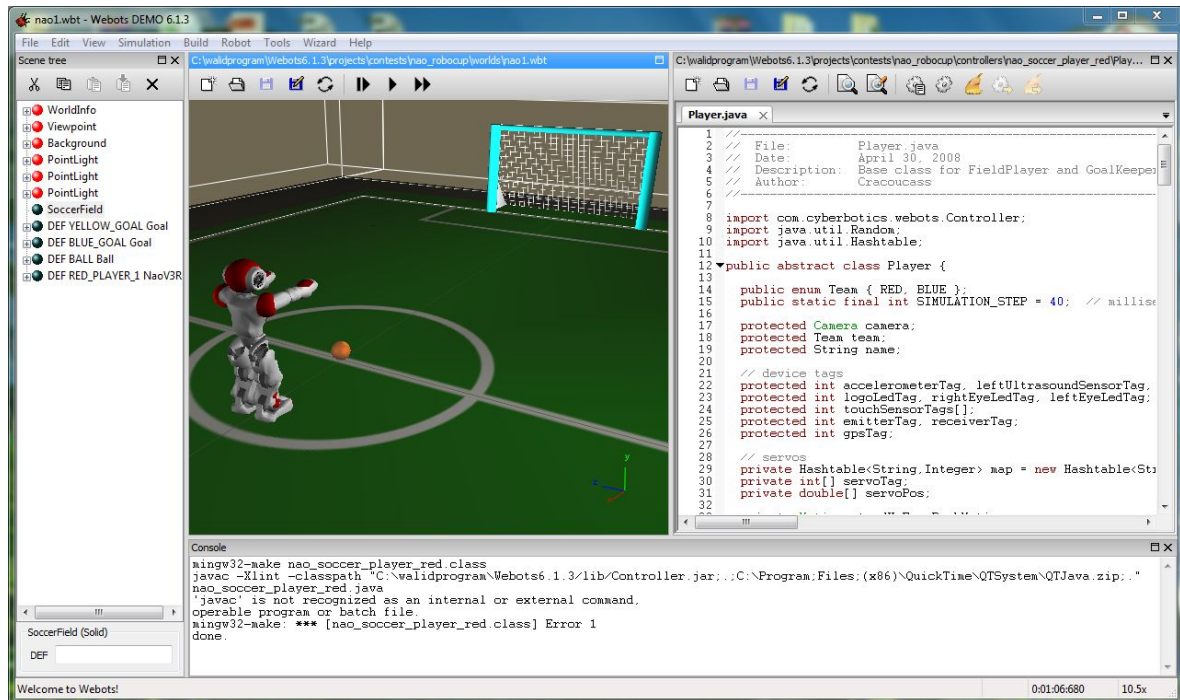 nao1.wbt - Webots DEMO 6.1.3
File Edit View Simulation Build Robot Tools Wizard Help
Scene tree
C:\walidprogram\Webots6.1.3\projects\contests\nao_robocup\worlds\nao1.wbt
C:\walidprogram\Webots6.1.3\projects\contests\nao_robocup\controllers\nao_soccer_player_red\Play...
WorldInfo
Viewpoint
Background
PointLight
PointLight
PointLight
SoccerField
DEF YELLOW_GOAL Goal
DEF BLUE_GOAL Goal
DEF BALL Ball
DEF RED_PLAYER_1 NaoV3R
SoccerField (Solid)
DEF
y
Player.java
1 //
2 // File: Player.java
3 // Date: April 30, 2008
4 // Description: Base class for FieldPlayer and GoalKeeper
5 // Author: Cracoucass
6 //
7
8 import com.cyberbotics.webots.Controller;
9 import java.util.Random;
10 import java.util.Hashtable;
11
12 public abstract class Player {
13
14 public enum Team { RED, BLUE };
15 public static final int SIMULATION_STEP = 40; // millise
16
17 protected Camera camera;
18 protected Team team;
19 protected String name;
20
21 // device tags
22 protected int accelerometerTag, leftUltrasoundSensorTag,
23 protected int logoLedTag, rightEyeLedTag, leftEyeLedTag;
24 protected int touchSensorTags[];
25 protected int emitterTag, receiverTag;
26 protected int gpsTag;
27
28 // servos
29 private Hashtable<String,Integer> map = new Hashtable<St
30 private int[] servoTag;
31 private double[] servoPos;
32
Console
mingw32-make nao_soccer_player_red.class
javac -Xlint -classpath "C:\walidprogram\Webots6.1.3/lib/Controller.jar;.;C:\Program;Files;(x86)\QuickTime\QTSystem\QTJava.zip;."
nao_soccer_player_red.java
'javac' is not recognized as an internal or external command,
operable program or batch file.
mingw32-make: *** [nao_soccer_player_red.class] Error 1
done.
Welcome to Webots!
0:01:06:680 10.5x